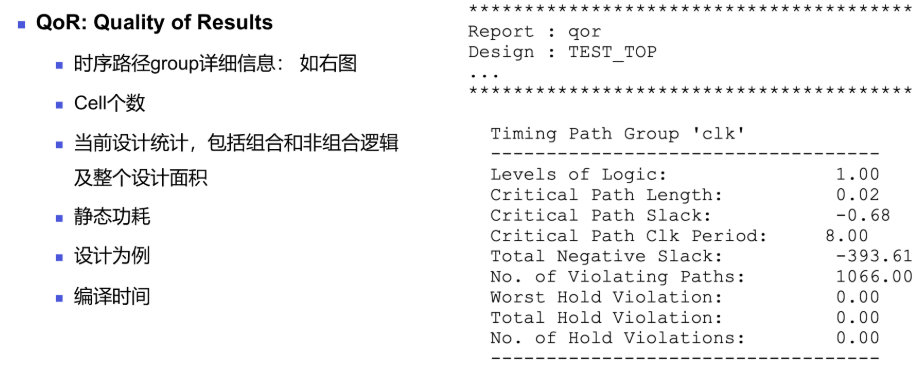 QoR: Quality of Results
时序路径group详细信息： 如右图
Cell个数
当前设计统计，包括组合和非组合逻辑
及整个设计面积
静态功耗
设计为例
编译时间
****************************************
Report : qor
Design : TEST_TOP
...
****************************************
Timing Path Group 'clk'
-----------------------------------
Levels of Logic: 1.00
Critical Path Length: 0.02
Critical Path Slack: -0.68
Critical Path Clk Period: 8.00
Total Negative Slack: -393.61
No. of Violating Paths: 1066.00
Worst Hold Violation: 0.00
Total Hold Violation: 0.00
No. of Hold Violations: 0.00
-----------------------------------